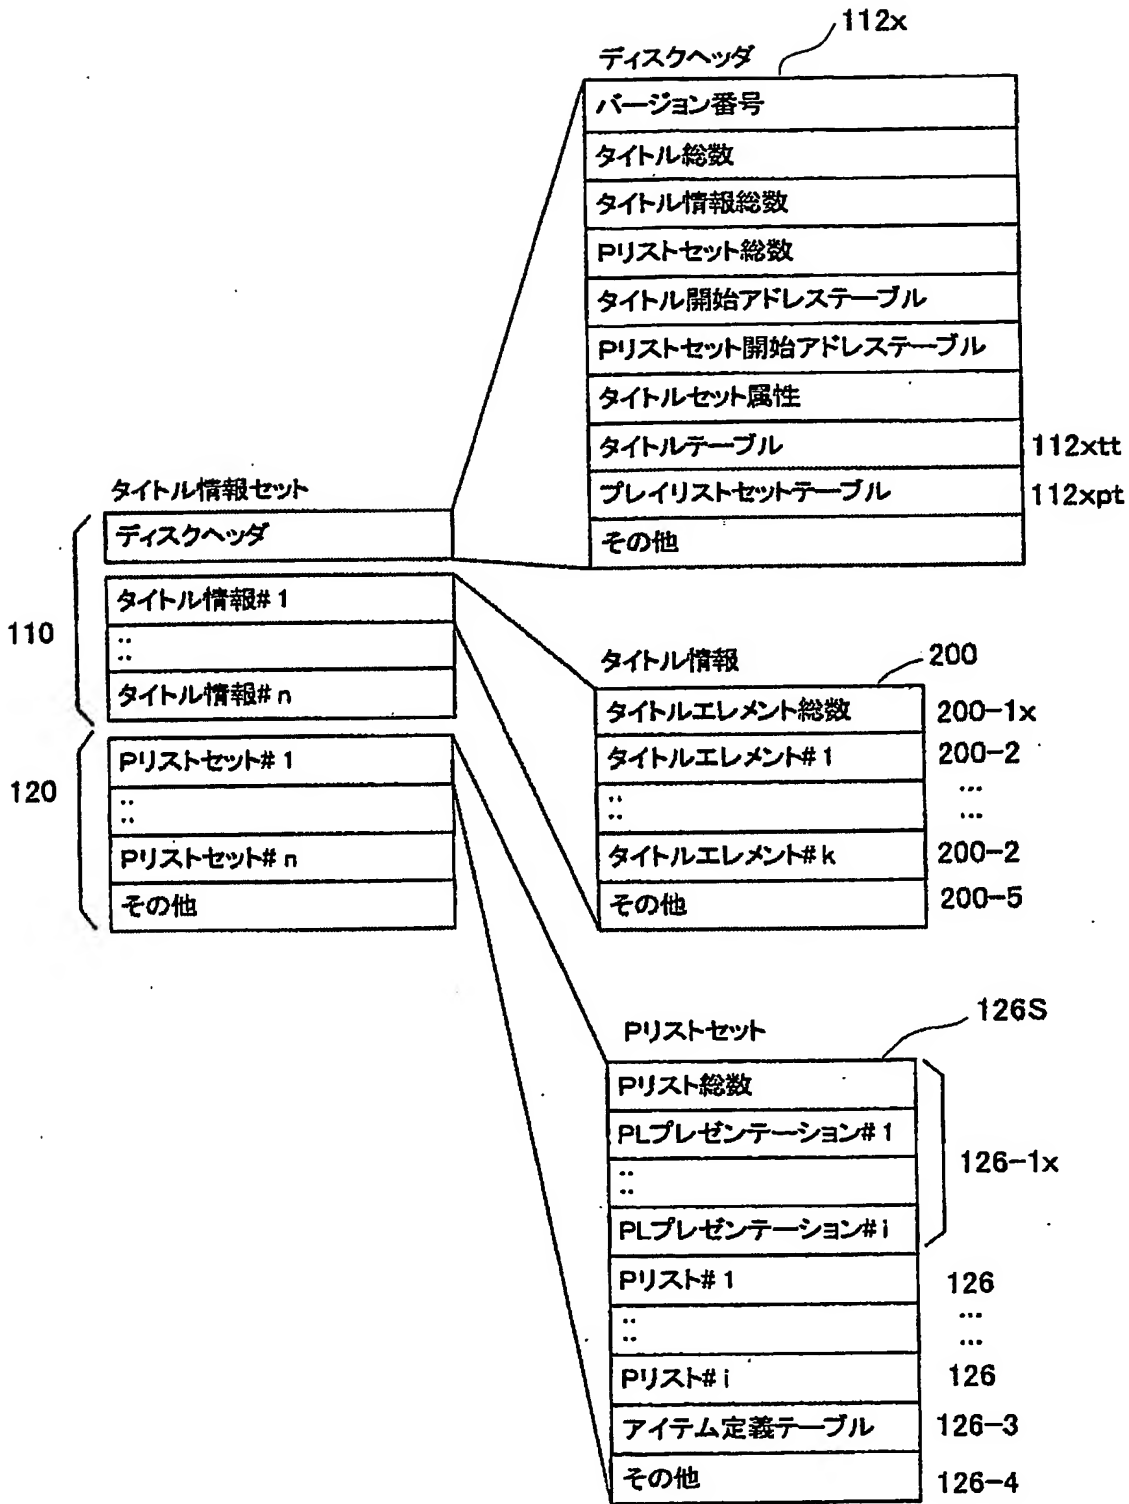 112x
ディスクヘッダ
バージョン番号
タイトル総数
タイトル情報総数
Pリストセット総数
タイトル開始アドレステーブル
Pリストセット開始アドレステーブル
タイトルセット属性
タイトルテーブル 112xtt
プレイリストセットテーブル 112xpt
その他
タイトル情報セット
ディスクヘッダ
タイトル情報#1
::
タイトル情報#n
110
Pリストセット#1
::
Pリストセット#n
その他
120
タイトル情報 200
タイトルエレメント総数 200-1x
タイトルエレメント#1 200-2
:: ... ...
タイトルエレメント#k 200-2
その他 200-5
Pリストセット 126S
Pリスト総数
PLプレゼンテーション#1
::
PLプレゼンテーション#i
126-1x
Pリスト#1 126
:: ... ...
Pリスト#i 126
アイテム定義テーブル 126-3
その他 126-4